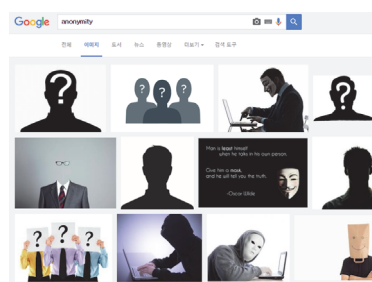 Google anonymity
전체 이미지 도서 뉴스 동영상 더보기 검색 도구
?
? ? ?
?
Man is least himself
when he talks in his own person.
Give him a mask,
and he will tell you the truth.
-Oscar Wilde
? ? ?